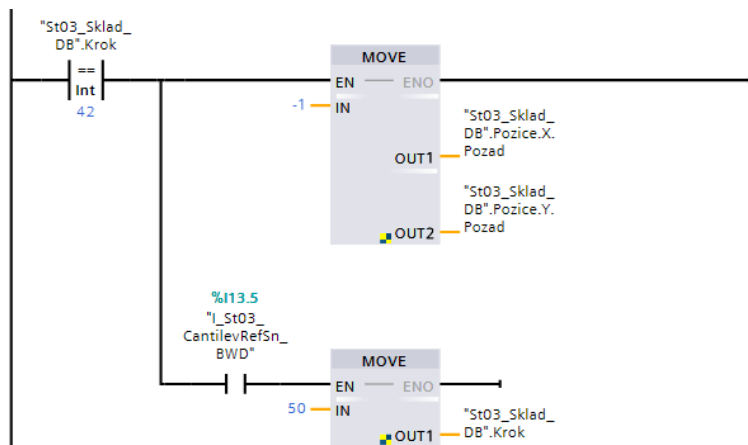 "St03_Sklad_
DB".Krok
==
Int
42
MOVE
EN
ENO
-1
IN
OUT1
"St03_Sklad_
DB".Pozice.X.
Pozad
OUT2
"St03_Sklad_
DB".Pozice.Y.
Pozad
%I13.5
"I_St03_
CantilevRefSn_
BWD"
MOVE
EN
ENO
50
IN
OUT1
"St03_Sklad_
DB".Krok